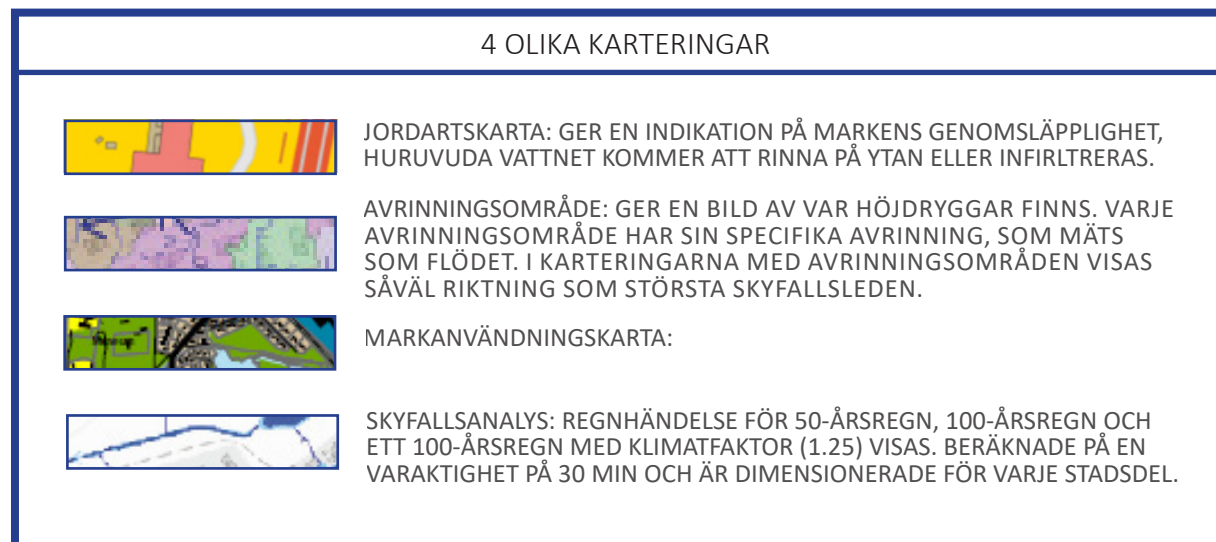 4 OLIKA KARTERINGAR
JORDARTSKARTA: GER EN INDIKATION PÅ MARKENS GENOMSLÄPPLIGHET,
HURUVUDA VATTNET KOMMER ATT RINNA PÅ YTAN ELLER INFIRLTRERAS.
AVRINNINGSOMRÅDE: GER EN BILD AV VAR HÖJDRYGGAR FINNS. VARJE
AVRINNINGSOMRÅDE HAR SIN SPECIFIKA AVRINNING, SOM MÄTS
SOM FLÖDET. I KARTERINGARNA MED AVRINNINGSOMRÅDEN VISAS
SÅVÄL RIKTNING SOM STÖRSTA SKYFALLSLEDEN.
MARKANVÄNDNINGSKARTA:
SKYFALLSANALYS: REGNHÄNDELSE FÖR 50-ÅRSREGN, 100-ÅRSREGN OCH
ETT 100-ÅRSREGN MED KLIMATFAKTOR (1.25) VISAS. BERÄKNADE PÅ EN
VARAKTIGHET PÅ 30 MIN OCH ÄR DIMENSIONERADE FÖR VARJE STADSDEL.